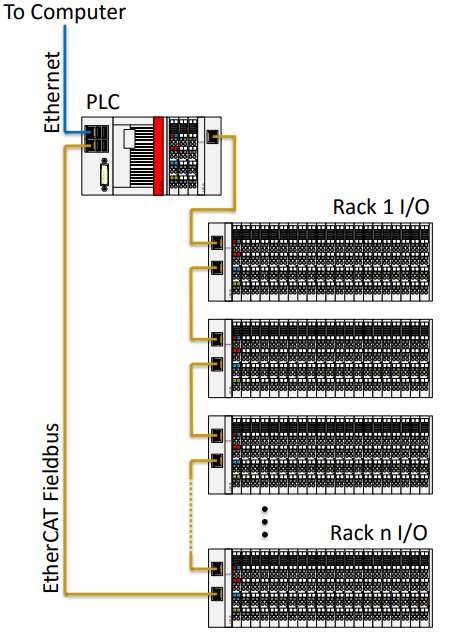 To Computer
Ethernet
PLC
Rack 1 I/O
EtherCAT Fieldbus
Rack n I/O